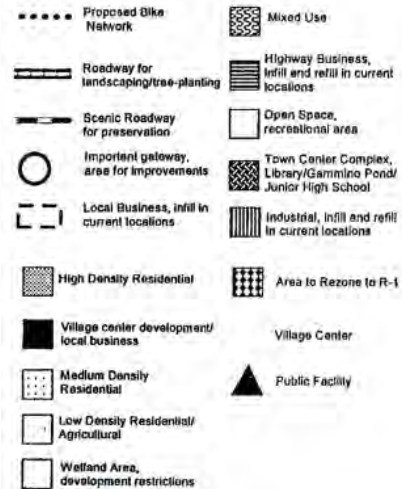 Proposed Bike
Network
Roadway for
landscaping/tree-planting
Scenic Roadway
for preservation
Important gateway,
area for improvements
Local Business, infill in
current locations
High Density Residential
Village center development/
local business
Medium Density
Residential
Low Density Residential/
Agricultural
Wetland Area,
development restrictions
Mixed Use
Highway Business,
Infill and refill in current
locations
Open Space,
recreational area
Town Center Complex,
Library/Gammino Pond/
Junior High School
Industrial, infill and refill
in current locations
Area to Rezone to R-1
Village Center
Public Facility